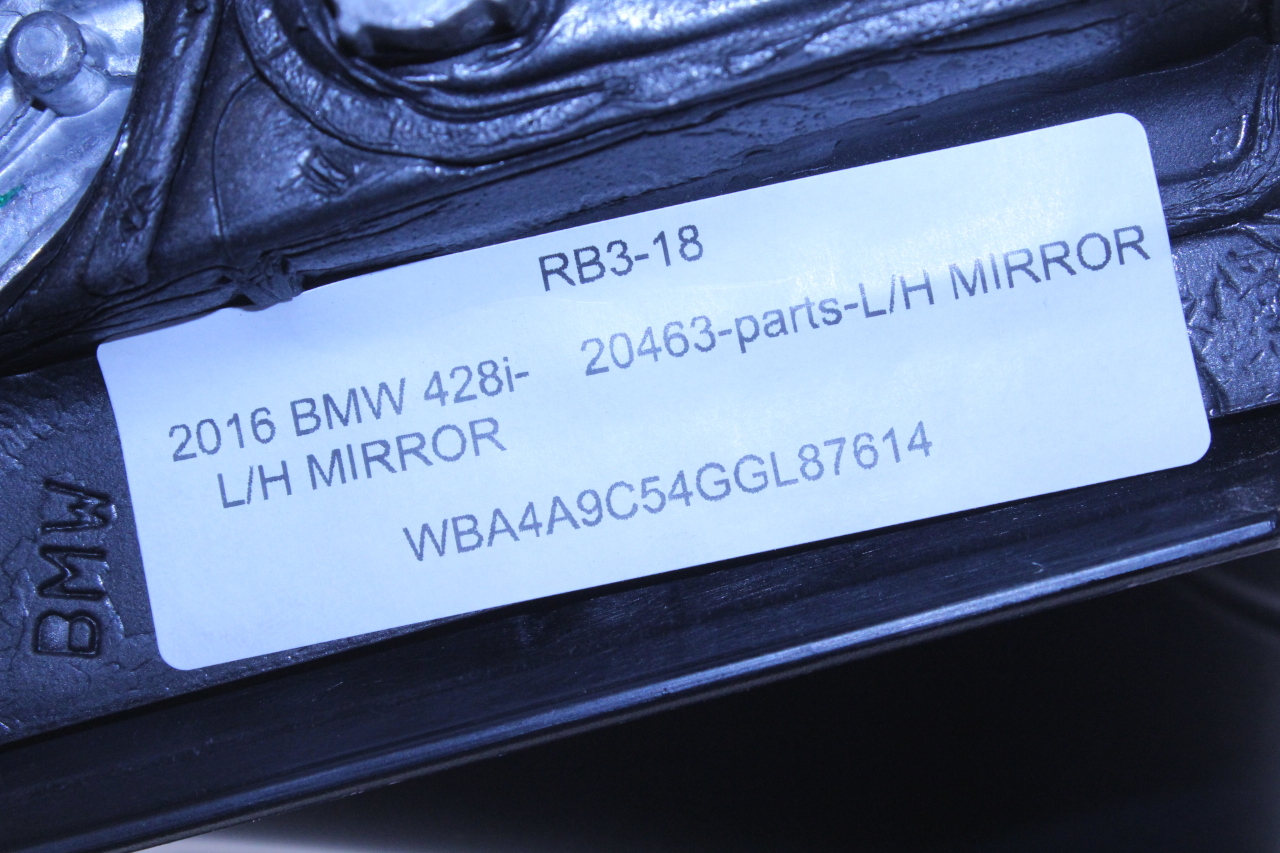 RB3-18
2016 BMW 428i-
L/H MIRROR
20463-parts-L/H MIRROR
WBA4A9C54GGL87614
BMW